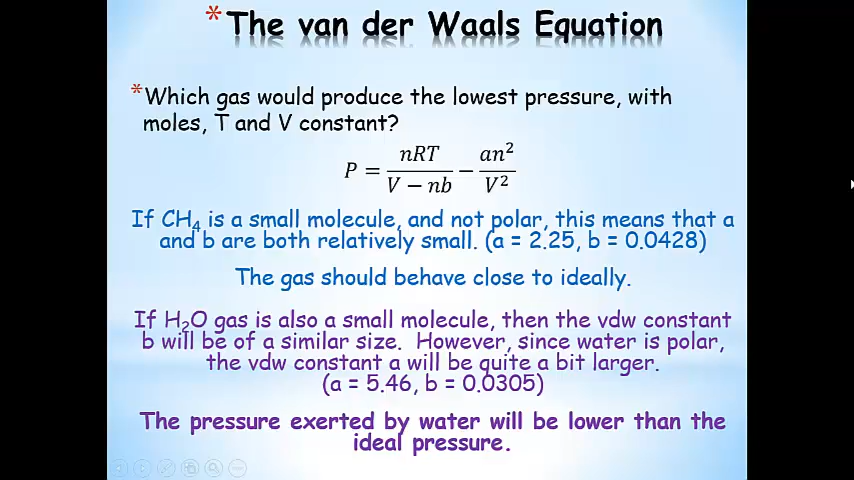 *The van der Waals Equation
*Which gas would produce the lowest pressure, with
moles, T and V constant?
P = nRT / (V − nb) − an² / V²
If CH₄ is a small molecule, and not polar, this means that a
and b are both relatively small. (a = 2.25, b = 0.0428)
The gas should behave close to ideally.
If H₂O gas is also a small molecule, then the vdw constant
b will be of a similar size. However, since water is polar,
the vdw constant a will be quite a bit larger.
(a = 5.46, b = 0.0305)
The pressure exerted by water will be lower than the
ideal pressure.